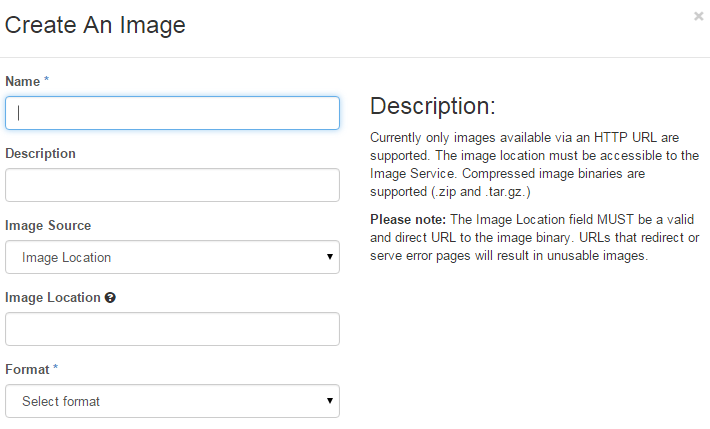 Create An Image
×
Name *
Description
Image Source
Image Location
Image Location ?
Format *
Select format
Description:
Currently only images available via an HTTP URL are
supported. The image location must be accessible to the
Image Service. Compressed image binaries are
supported (.zip and .tar.gz.)
Please note: The Image Location field MUST be a valid
and direct URL to the image binary. URLs that redirect or
serve error pages will result in unusable images.